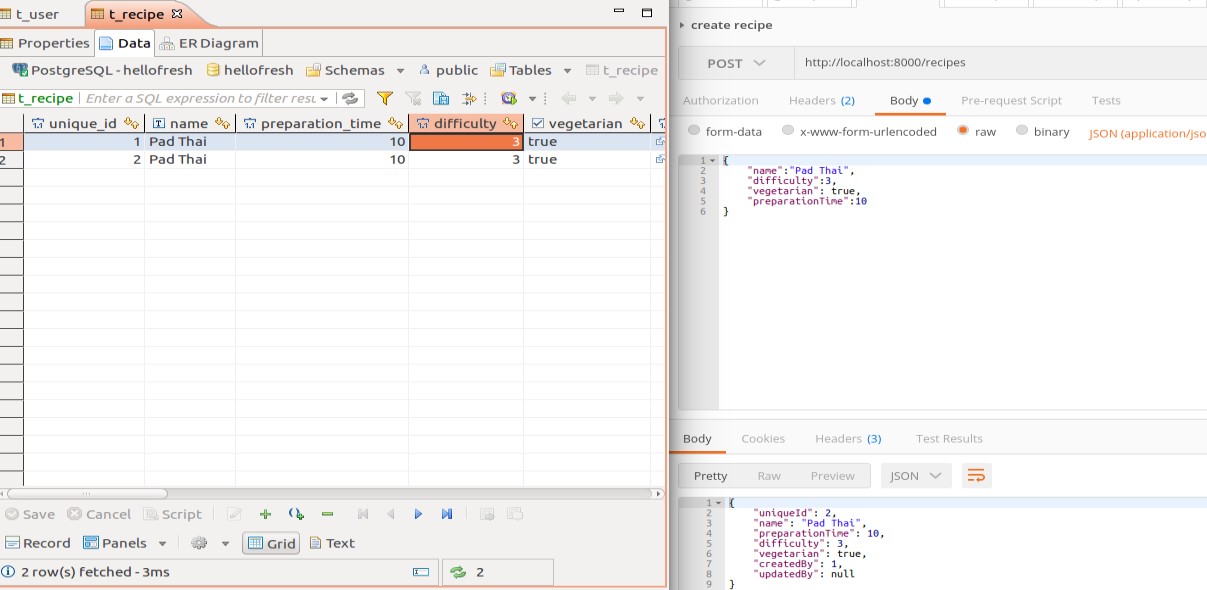 t_user t_recipe
Properties Data ER Diagram
PostgreSQL - hellofresh hellofresh Schemas public Tables t_recipe
t_recipe Enter a SQL expression to filter resu
unique_id name preparation_time difficulty vegetarian
1 1 Pad Thai 10 3 true
2 2 Pad Thai 10 3 true
Save Cancel Script
Record Panels Grid Text
2 row(s) fetched - 3ms 2
create recipe
POST http://localhost:8000/recipes
Authorization Headers (2) Body Pre-request Script Tests
form-data x-www-form-urlencoded raw binary JSON (application/jso
1 {
2 "name":"Pad Thai",
3 "difficulty":3,
4 "vegetarian": true,
5 "preparationTime":10
6 }
Body Cookies Headers (3) Test Results
Pretty Raw Preview JSON
1 {
2 "uniqueId": 2,
3 "name": "Pad Thai",
4 "preparationTime": 10,
5 "difficulty": 3,
6 "vegetarian": true,
7 "createdBy": 1,
8 "updatedBy": null
9 }